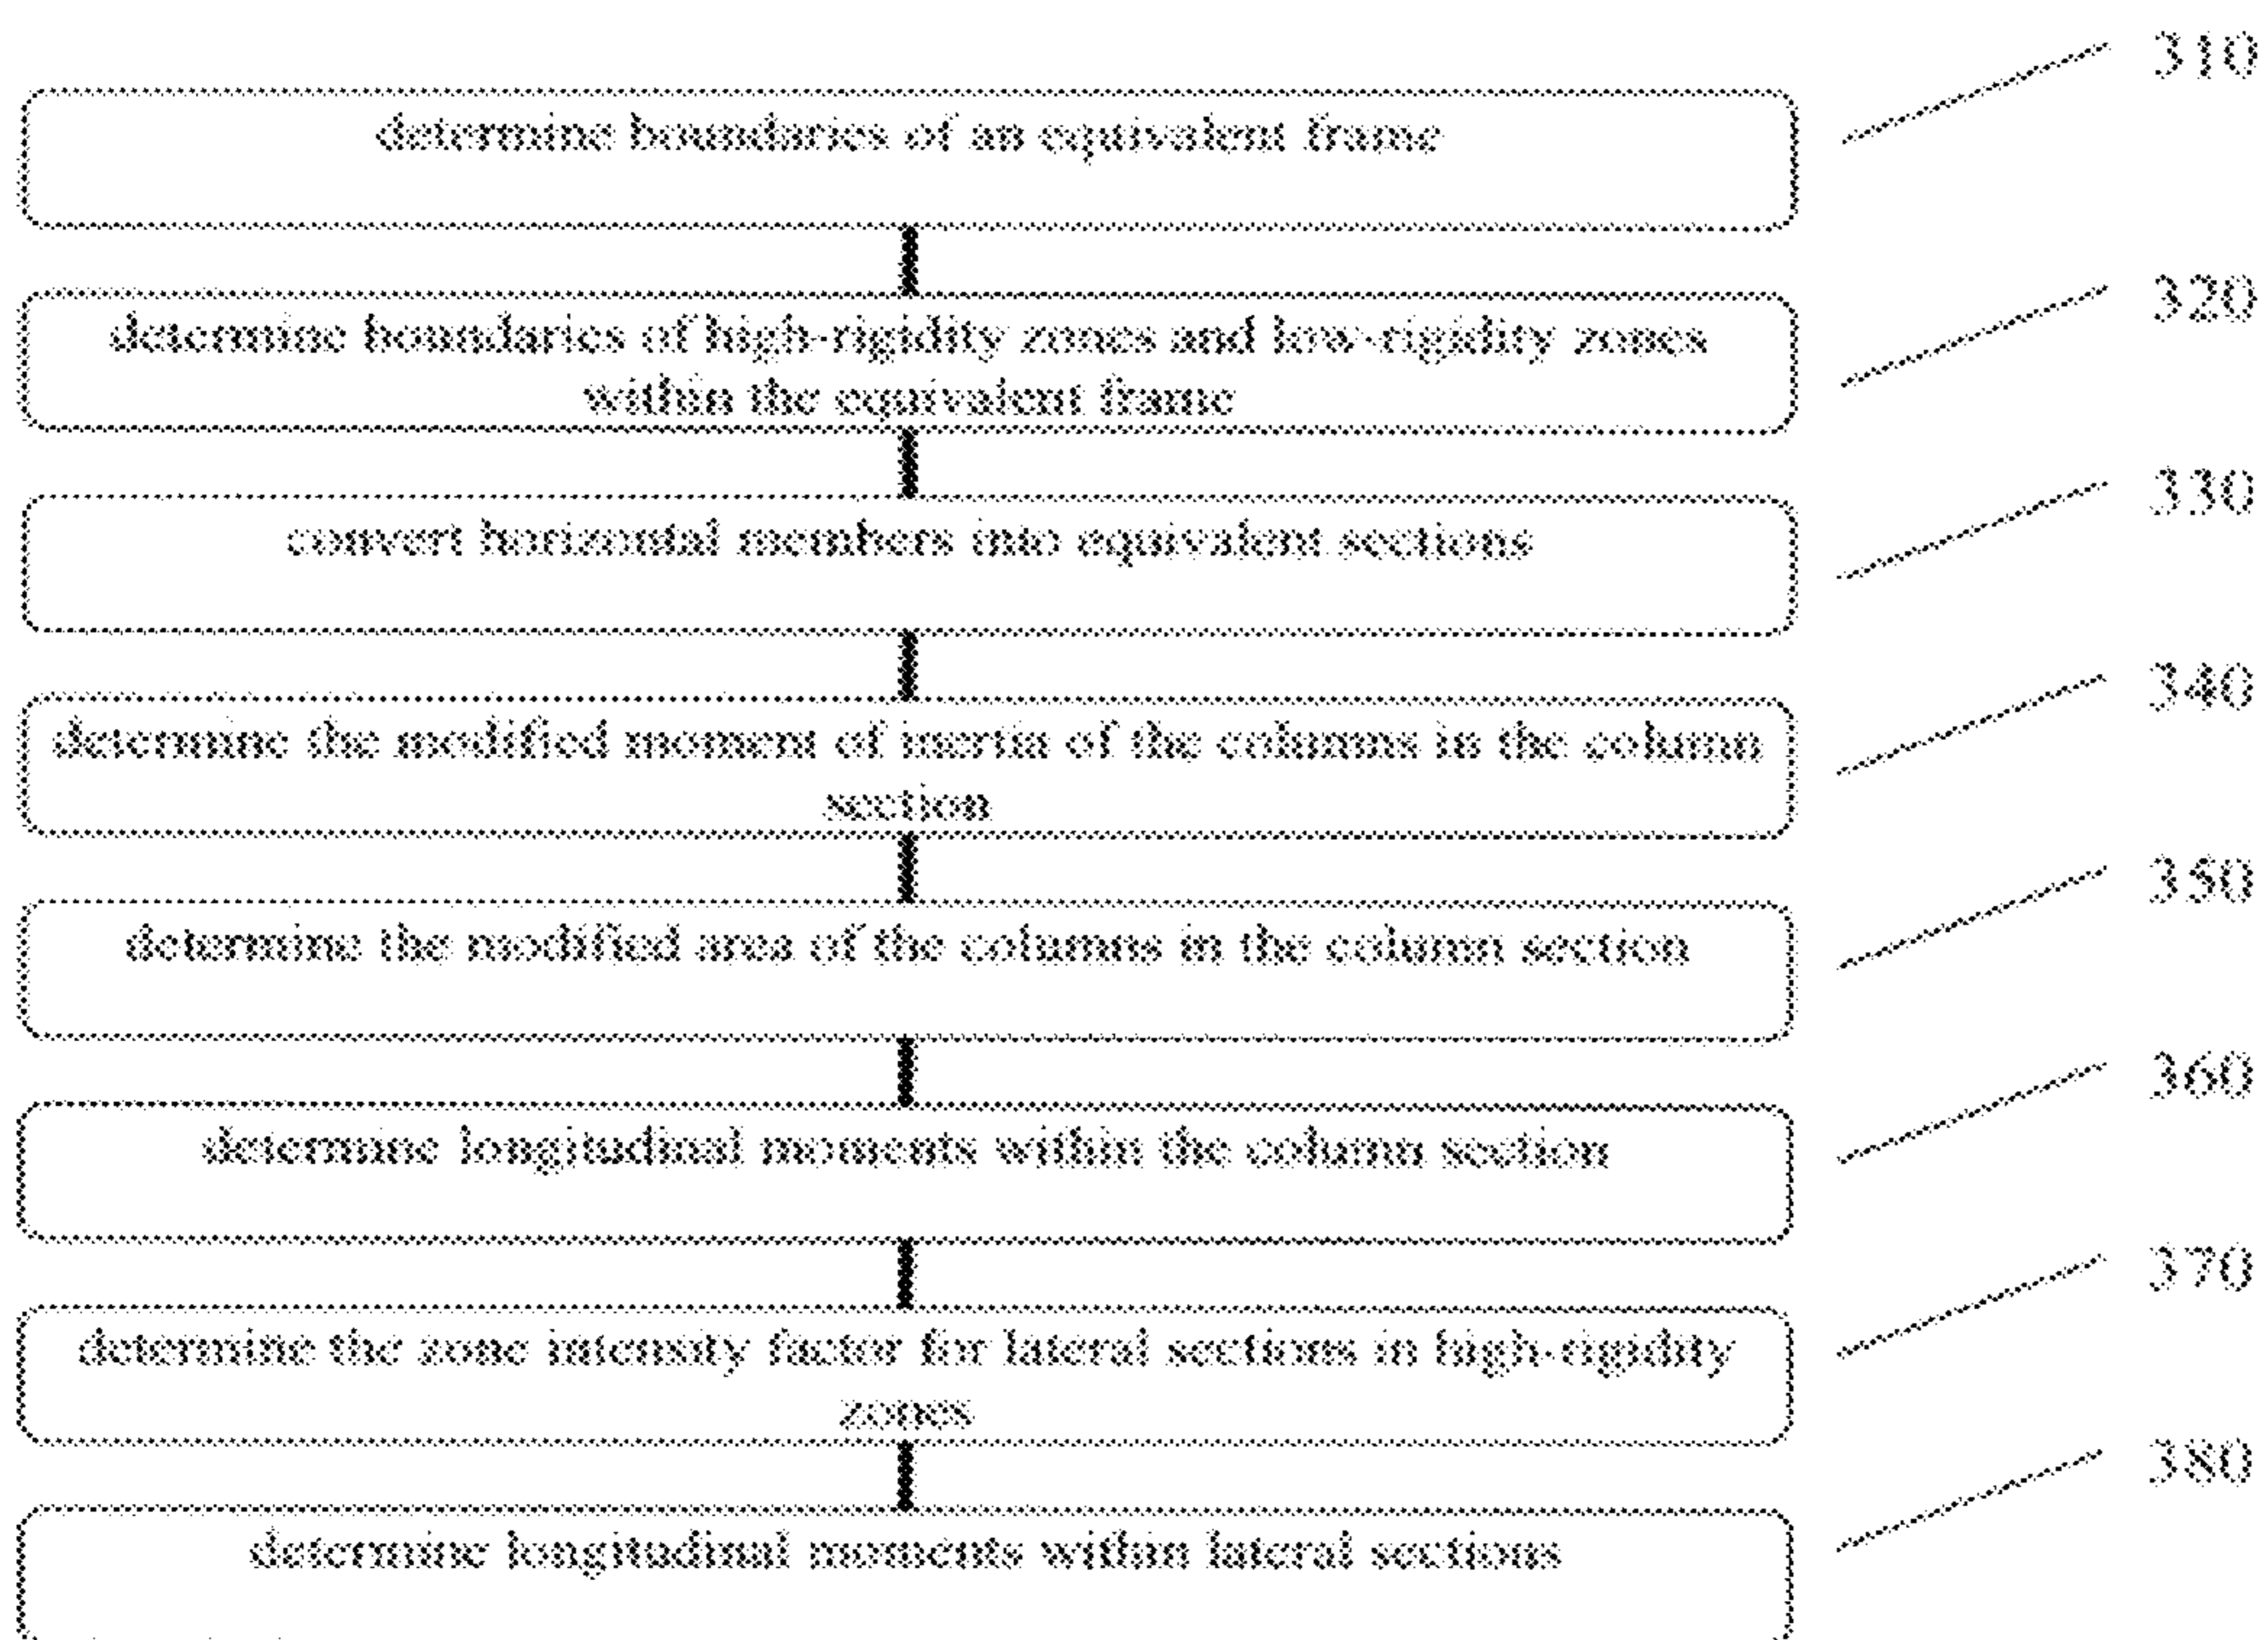 310
determine boundaries of an equivalent frame
320
determine boundaries of high-rigidity zones and low-rigidity zones
within the equivalent frame
330
convert horizontal members into equivalent sections
340
determine the modified moment of inertia of the columns in the column
section
350
determine the modified area of the columns in the column section
360
determine longitudinal moments within the column section
370
determine the zone intensity factor for lateral sections in high-rigidity
zones
380
determine longitudinal moments within lateral sections